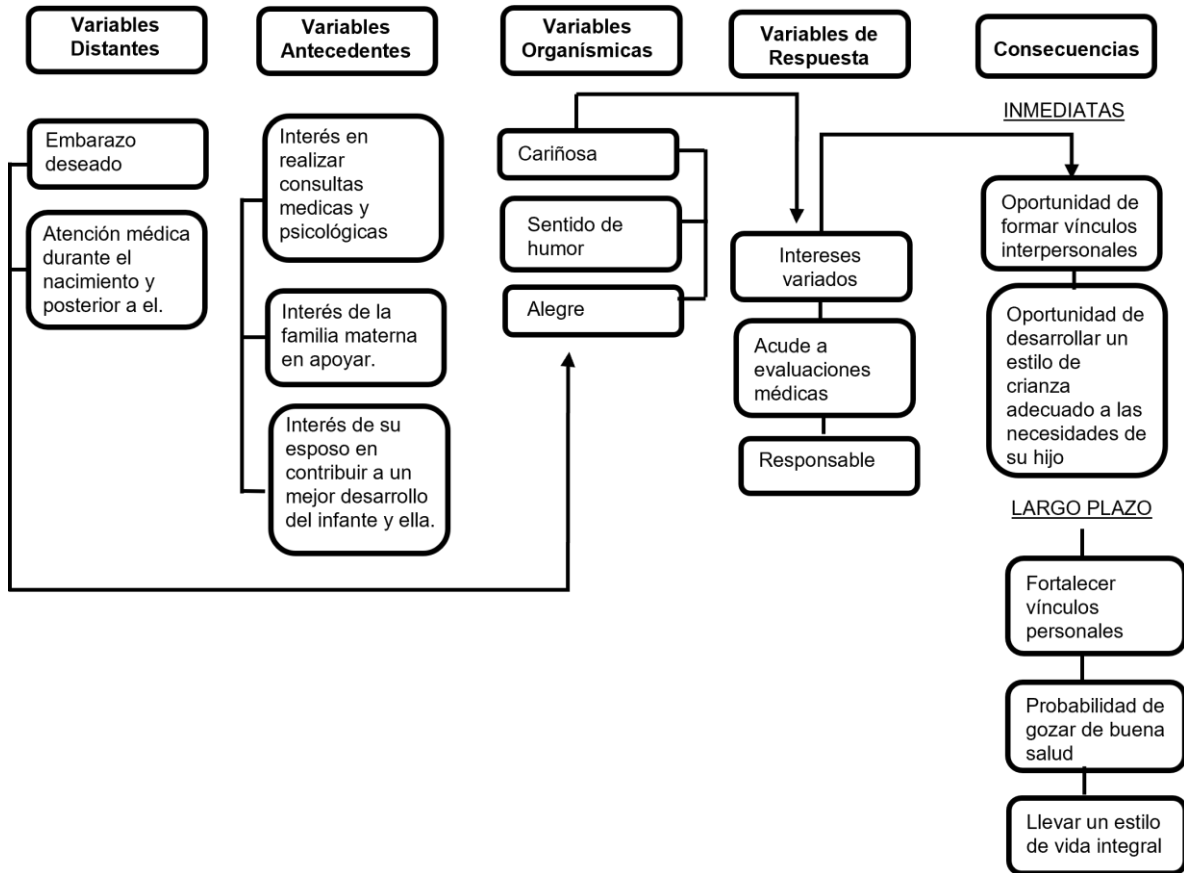 Variables
Distantes
Variables
Antecedentes
Variables
Organísmicas
Variables de
Respuesta
Consecuencias
Embarazo
deseado
Atención médica
durante el
nacimiento y
posterior a el.
Interés en
realizar
consultas
medicas y
psicológicas
Interés de la
familia materna
en apoyar.
Interés de su
esposo en
contribuir a un
mejor desarrollo
del infante y ella.
Cariñosa
Sentido de
humor
Alegre
Intereses
variados
Acude a
evaluaciones
médicas
Responsable
INMEDIATAS
Oportunidad de
formar vínculos
interpersonales
Oportunidad de
desarrollar un
estilo de
crianza
adecuado a las
necesidades de
su hijo
LARGO PLAZO
Fortalecer
vínculos
personales
Probabilidad de
gozar de buena
salud
Llevar un estilo
de vida integral